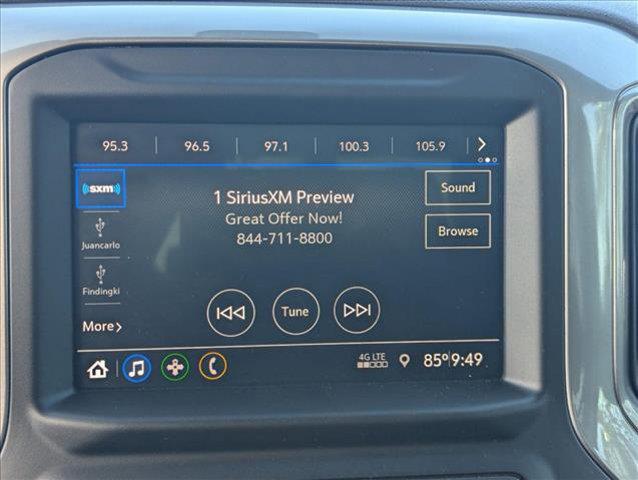 95.3 96.5 97.1 100.3 105.9 >
((sxm))
1 SiriusXM Preview
Great Offer Now!
844-711-8800
Sound
Browse
Juancarlo
Findingki
More >
Tune
4G LTE
85° 9:49